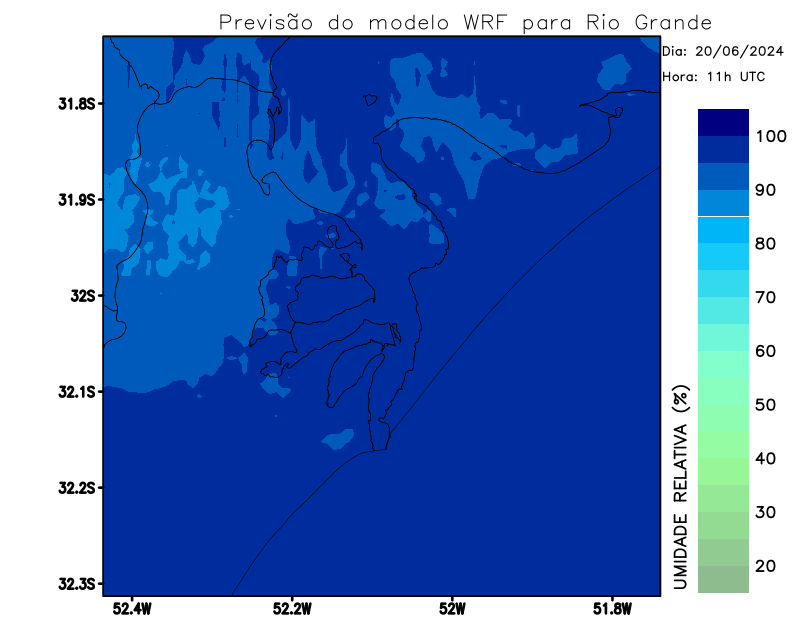 Previsão do modelo WRF para Rio Grande
Dia: 20/06/2024
Hora: 11h UTC
31.8S
31.9S
32S
32.1S
32.2S
32.3S
52.4W
52.2W
52W
51.8W
100
90
80
70
60
50
40
30
20
UMIDADE RELATIVA (%)